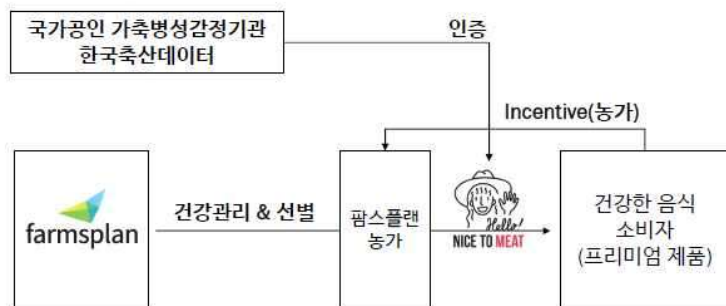 국가공인 가축병성감정기관
한국축산데이터
인증
Incentive(농가)
farmsplan
건강관리 & 선별
팜스플랜
농가
Hello!
NICE TO MEAT
건강한 음식
소비자
(프리미엄 제품)